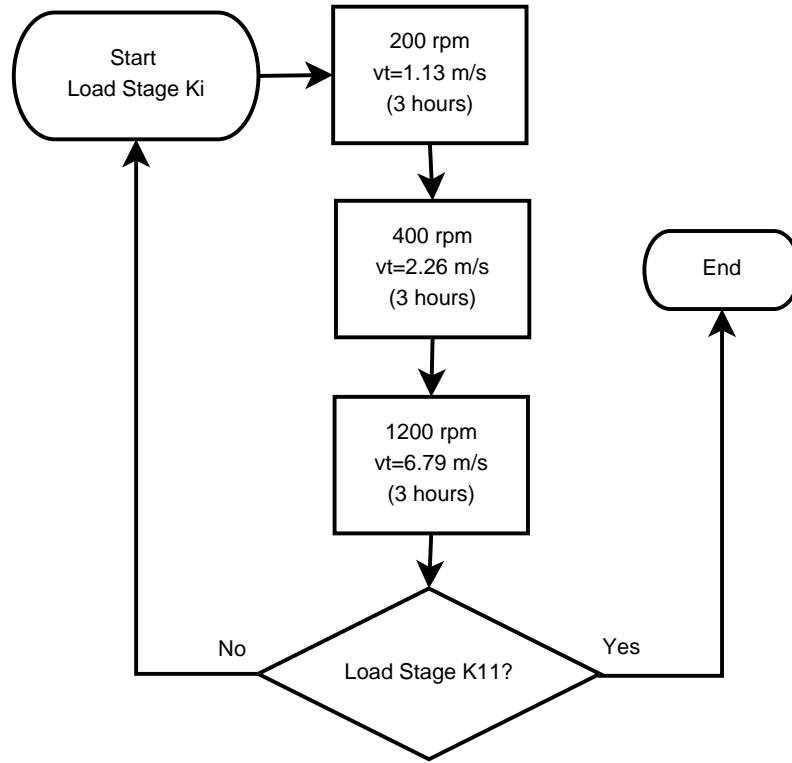 Start
Load Stage Ki
200 rpm
vt=1.13 m/s
(3 hours)
400 rpm
vt=2.26 m/s
(3 hours)
End
1200 rpm
vt=6.79 m/s
(3 hours)
No
Yes
Load Stage K11?